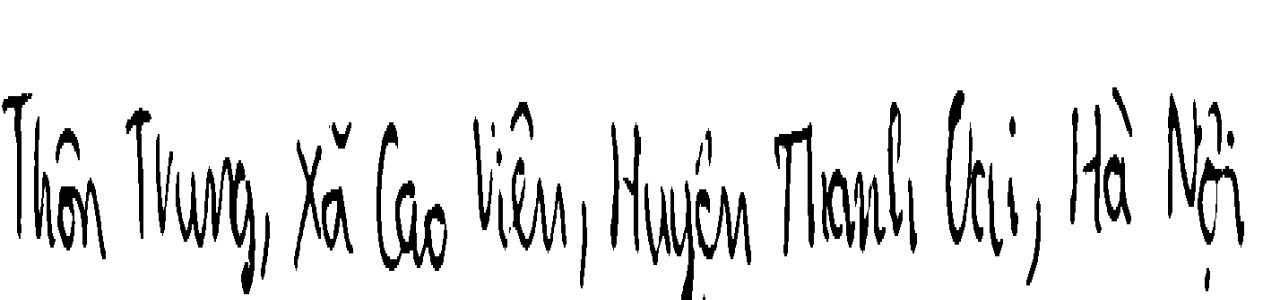 Thôn Trung, Xã Cao Viên, Huyện Thanh Oai, Hà Nội